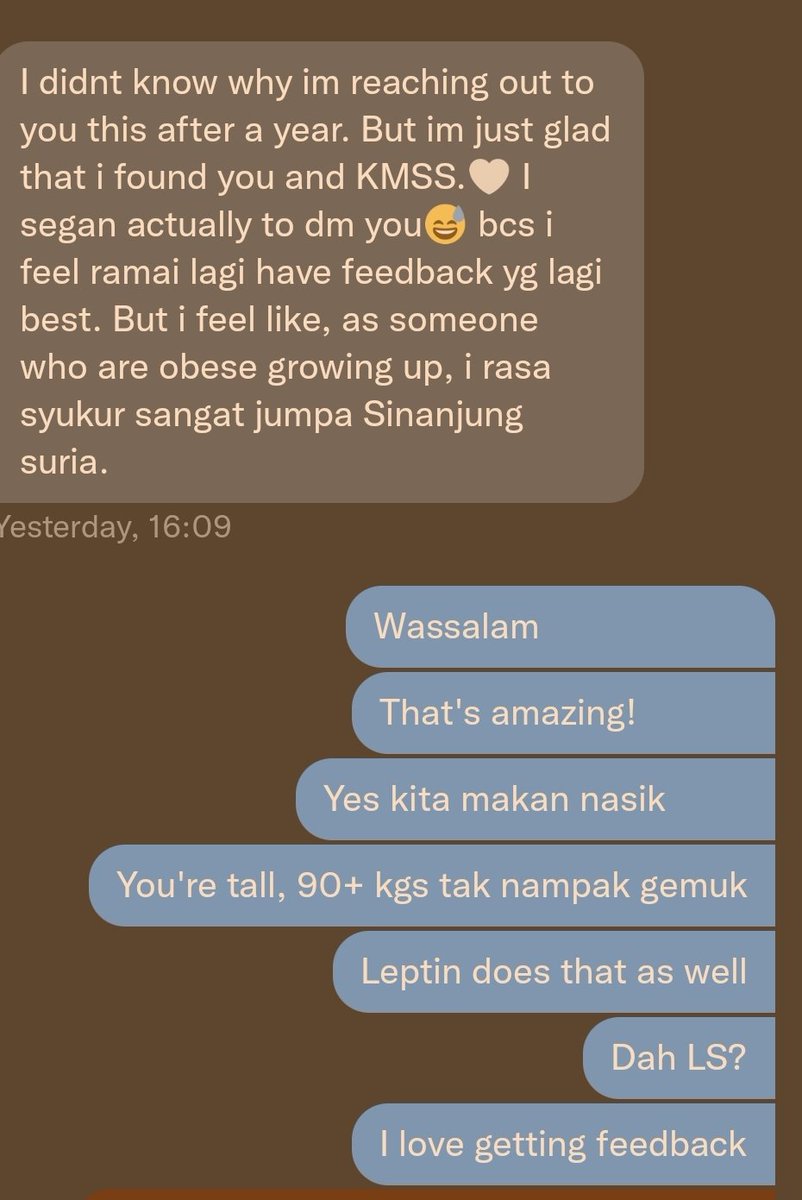 I didnt know why im reaching out to
you this after a year. But im just glad
that i found you and KMSS.🤍 I
segan actually to dm you😅 bcs i
feel ramai lagi have feedback yg lagi
best. But i feel like, as someone
who are obese growing up, i rasa
syukur sangat jumpa Sinanjung
suria.
Yesterday, 16:09
Wassalam
That's amazing!
Yes kita makan nasik
You're tall, 90+ kgs tak nampak gemuk
Leptin does that as well
Dah LS?
I love getting feedback